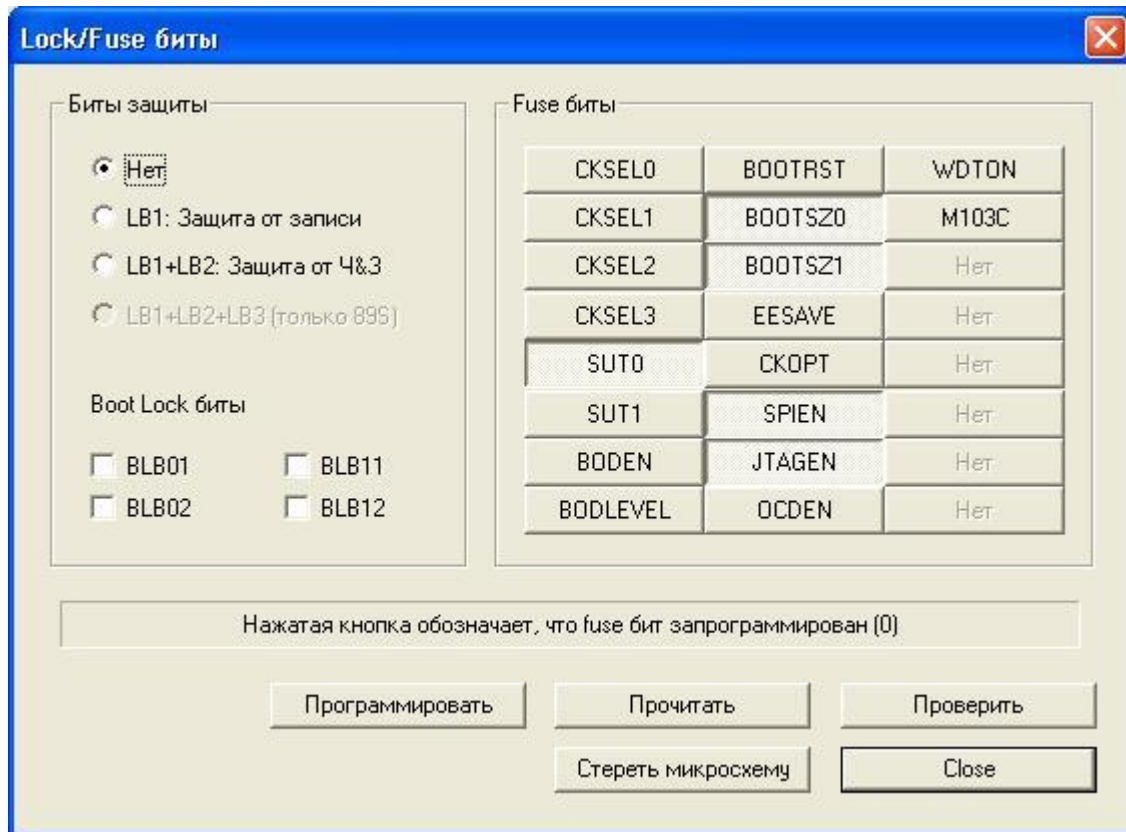 Lock/Fuse биты
Биты защиты
Нет
LB1: Защита от записи
LB1+LB2: Защита от Ч&З
LB1+LB2+LB3 (только 89S)
Boot Lock биты
BLB01 BLB11
BLB02 BLB12
Fuse биты
CKSEL0 BOOTRST WDTON
CKSEL1 BOOTSZ0 M103C
CKSEL2 BOOTSZ1 Нет
CKSEL3 EESAVE Нет
SUT0 CKOPT Нет
SUT1 SPIEN Нет
BODEN JTAGEN Нет
BODLEVEL OCDEN Нет
Нажатая кнопка обозначает, что fuse бит запрограммирован (0)
Программировать Прочитать Проверить
Стереть микросхему Close